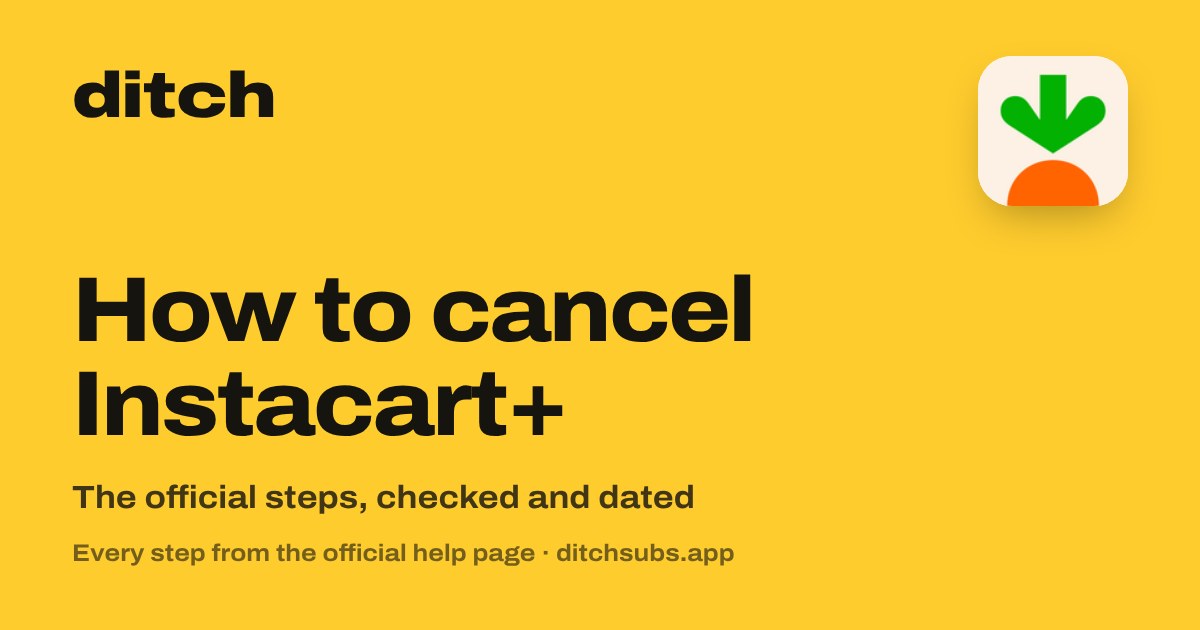 ditch
How to cancel
Instacart+
The official steps, checked and dated
Every step from the official help page · ditchsubs.app